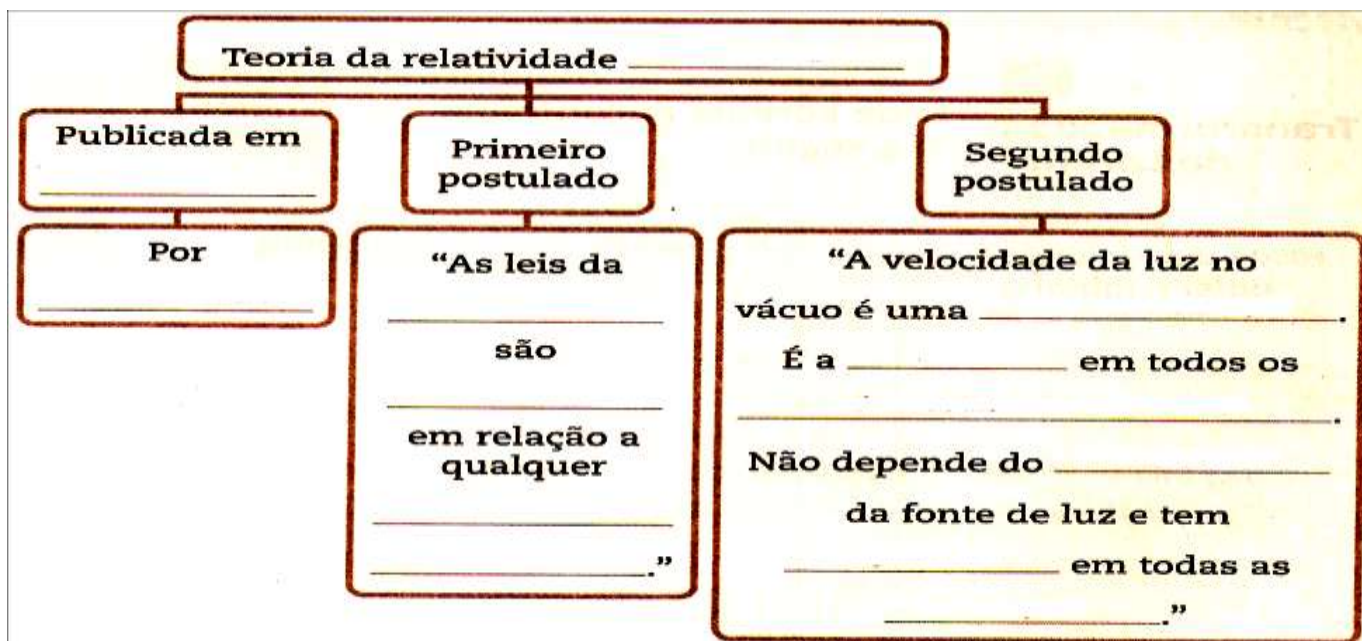 Teoria da relatividade
Publicada em
Por
Primeiro
postulado
"As leis da
são
em relação a
qualquer
."
Segundo
postulado
"A velocidade da luz no
vácuo é uma .
É a em todos os
.
Não depende do
da fonte de luz e tem
em todas as
."